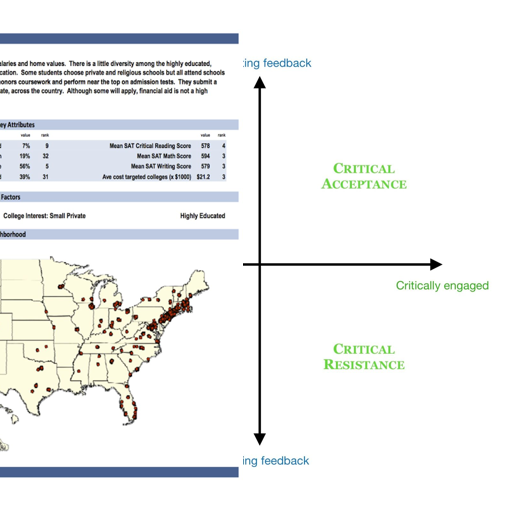 alaries and home values. There is a little diversity among the highly educated,
cation. Some students choose private and religious schools but all attend schools
onors coursework and perform near the top on admission tests. They submit a
ate, across the country. Although some will apply, financial aid is not a high
ey Attributes
value rank value rank
7% 9 Mean SAT Critical Reading Score 578 4
19% 32 Mean SAT Math Score 594 3
56% 5 Mean SAT Writing Score 579 3
39% 31 Ave cost targeted colleges (x $1000) $21.2 3
Factors
College Interest: Small Private Highly Educated
hborhood
ing feedback
CRITICAL
ACCEPTANCE
Critically engaged
CRITICAL
RESISTANCE
ing feedback